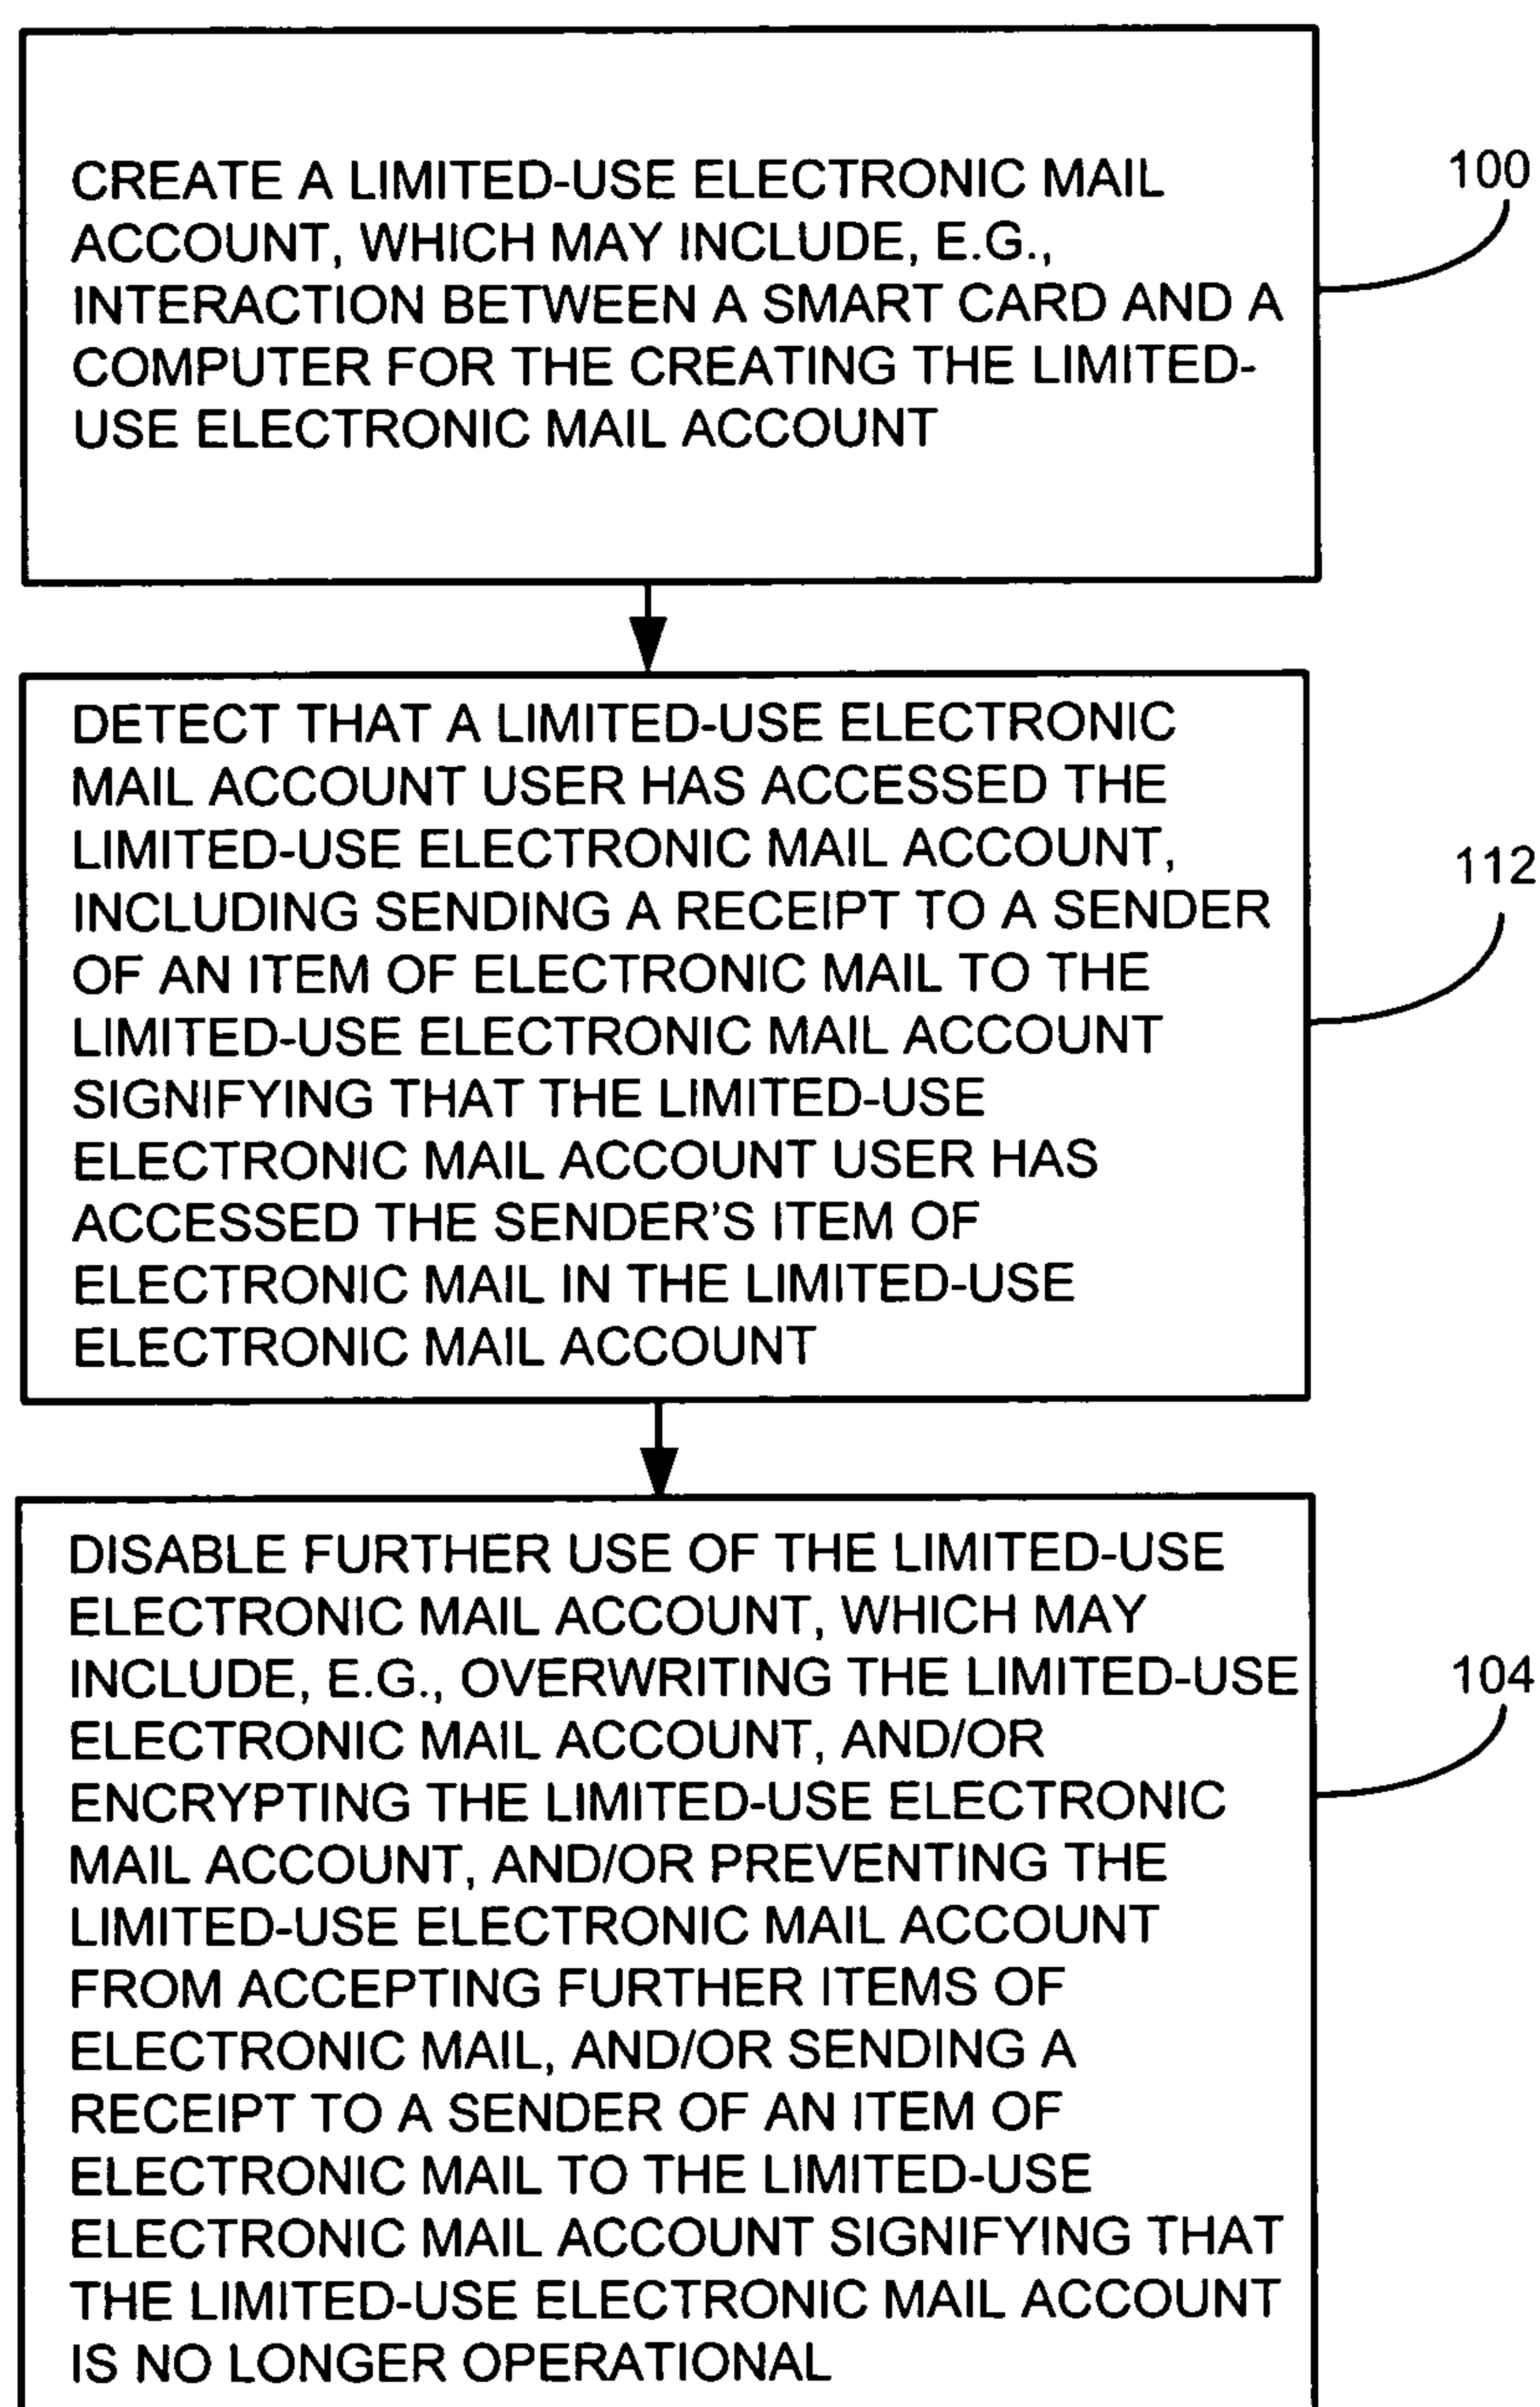 CREATE A LIMITED-USE ELECTRONIC MAIL
ACCOUNT, WHICH MAY INCLUDE, E.G.,
INTERACTION BETWEEN A SMART CARD AND A
COMPUTER FOR THE CREATING THE LIMITED-
USE ELECTRONIC MAIL ACCOUNT
100
DETECT THAT A LIMITED-USE ELECTRONIC
MAIL ACCOUNT USER HAS ACCESSED THE
LIMITED-USE ELECTRONIC MAIL ACCOUNT,
INCLUDING SENDING A RECEIPT TO A SENDER
OF AN ITEM OF ELECTRONIC MAIL TO THE
LIMITED-USE ELECTRONIC MAIL ACCOUNT
SIGNIFYING THAT THE LIMITED-USE
ELECTRONIC MAIL ACCOUNT USER HAS
ACCESSED THE SENDER'S ITEM OF
ELECTRONIC MAIL IN THE LIMITED-USE
ELECTRONIC MAIL ACCOUNT
112
DISABLE FURTHER USE OF THE LIMITED-USE
ELECTRONIC MAIL ACCOUNT, WHICH MAY
INCLUDE, E.G., OVERWRITING THE LIMITED-USE
ELECTRONIC MAIL ACCOUNT, AND/OR
ENCRYPTING THE LIMITED-USE ELECTRONIC
MAIL ACCOUNT, AND/OR PREVENTING THE
LIMITED-USE ELECTRONIC MAIL ACCOUNT
FROM ACCEPTING FURTHER ITEMS OF
ELECTRONIC MAIL, AND/OR SENDING A
RECEIPT TO A SENDER OF AN ITEM OF
ELECTRONIC MAIL TO THE LIMITED-USE
ELECTRONIC MAIL ACCOUNT SIGNIFYING THAT
THE LIMITED-USE ELECTRONIC MAIL ACCOUNT
IS NO LONGER OPERATIONAL
104